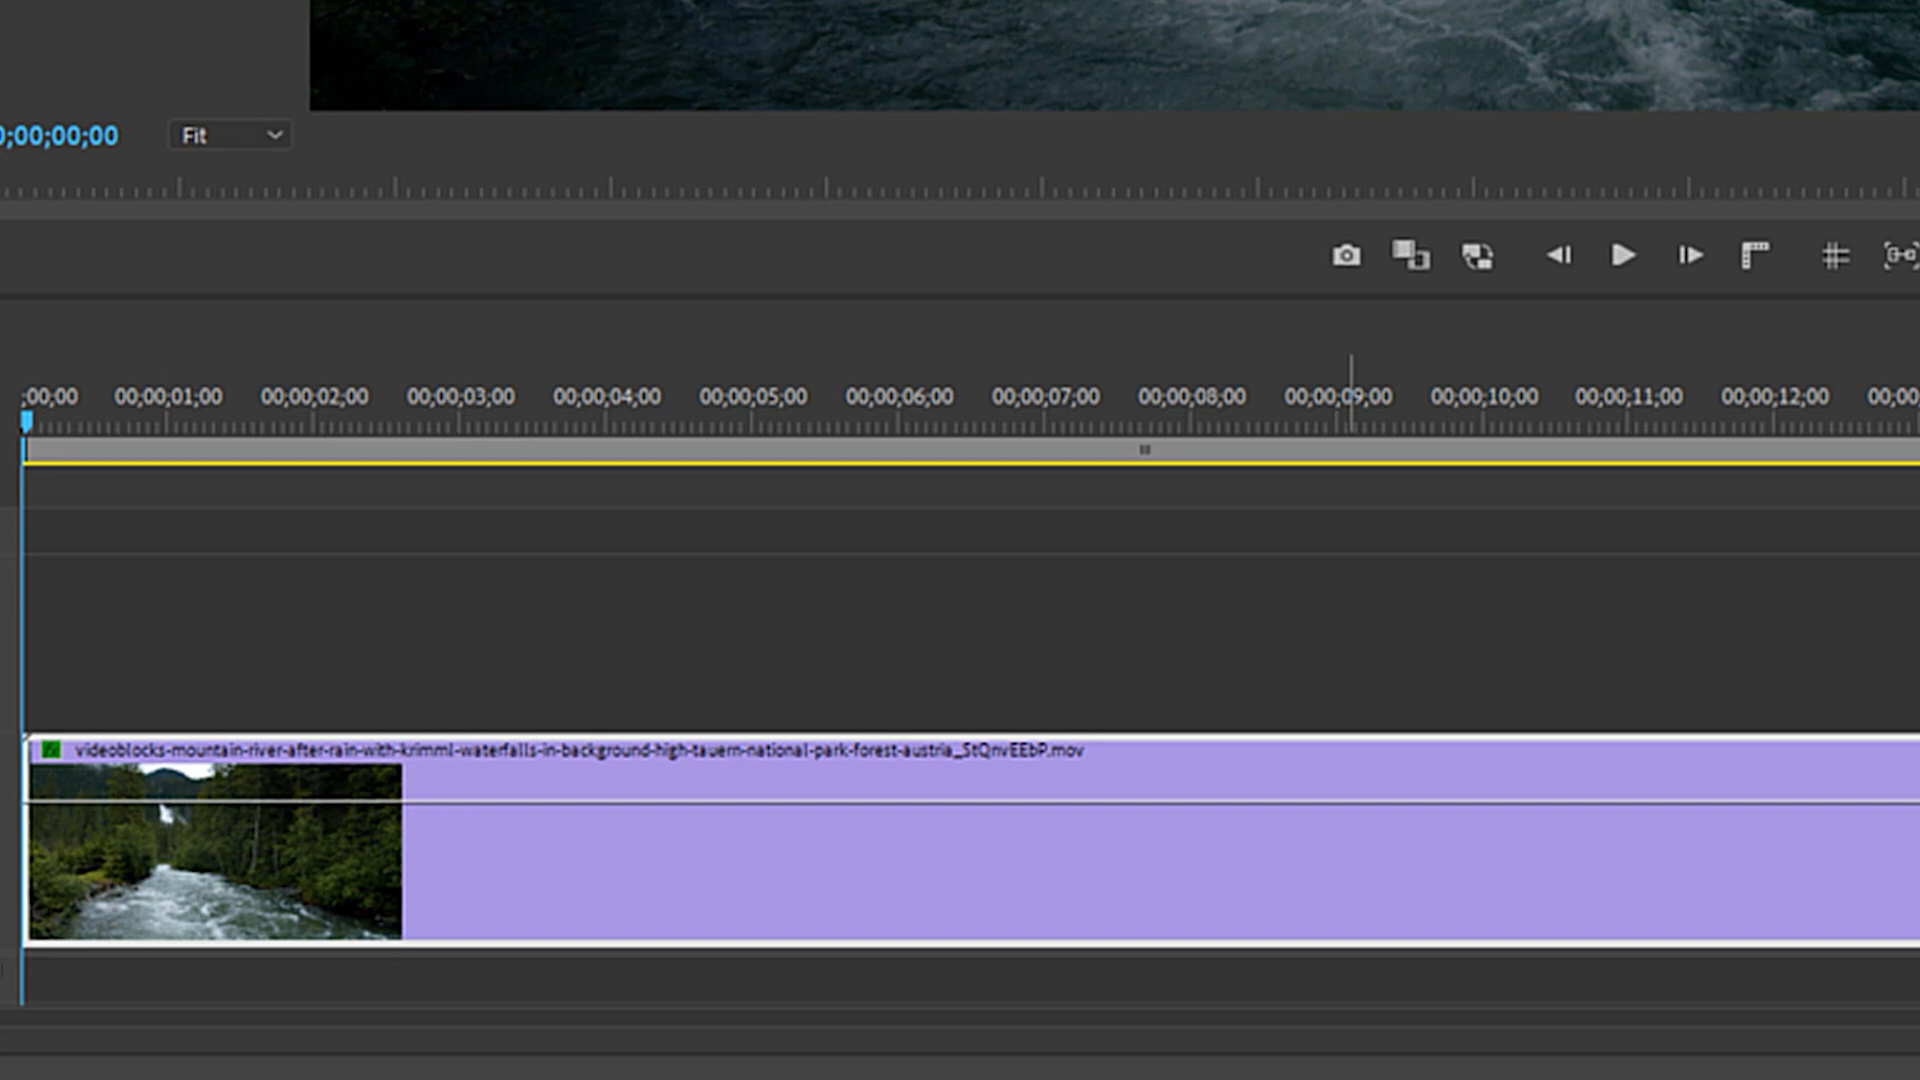 ;00;00;00
Fit
;00;00 00;00;01;00 00;00;02;00 00;00;03;00 00;00;04;00 00;00;05;00 00;00;06;00 00;00;07;00 00;00;08;00 00;00;09;00 00;00;10;00 00;00;11;00 00;00;12;00 00;00
videoblocks-mountain-river-after-rain-with-krimml-waterfalls-in-background-high-tauern-national-park-forest-austria_StQnvEEbP.mov